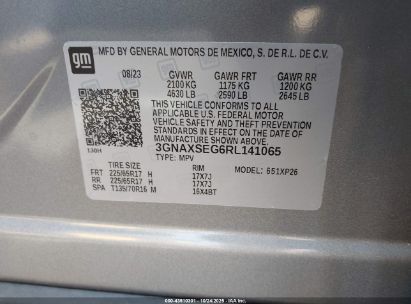 gm
MFD BY GENERAL MOTORS DE MEXICO, S. DE R.L. DE C.V.
08/23 GVWR GAWR FRT GAWR RR
2100 KG 1175 KG 1200 KG
4630 LB 2590 LB 2645 LB
THIS VEHICLE CONFORMS TO ALL
APPLICABLE U.S. FEDERAL MOTOR
VEHICLE SAFETY AND THEFT PREVENTION
STANDARDS IN EFFECT ON THE DATE OF
MANUFACTURE SHOWN ABOVE.
130H 3GNAXSEG6RL141065
TYPE: MPV
TIRE SIZE RIM MODEL: 651XP26
FRT 225/65R17 H 17X7J
RR 225/65R17 H 17X7J
SPA T135/70R16 M 16X4BT